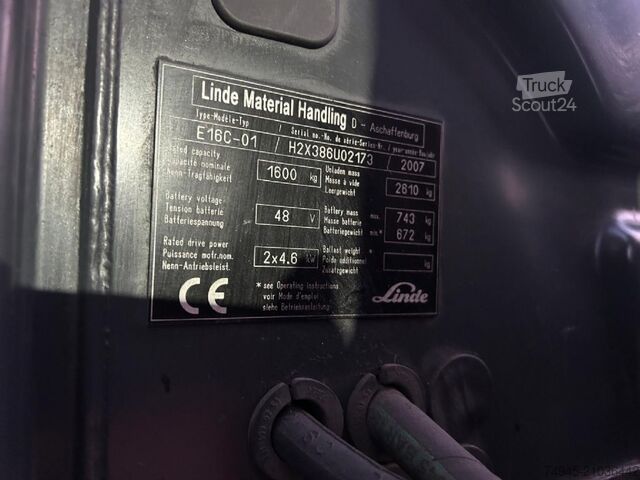 Truck
Scout24
Linde Material Handling D - Aschaffenburg
Type-Modèle-Typ / Serial no.-No. de série-Serien-Nr. / year-année-Baujahr
E16C-01 / H2X386U02173 / 2007
Rated capacity
Capacité nominale
Nenn-Tragfähigkeit
1600 kg
Unladen mass
Masse à vide
Leergewicht
2810 kg
Battery voltage
Tension batterie
Batteriespannung
48 V
Battery mass
Masse batterie
Batteriegewicht
max. 743 kg
min.* 672 kg
Rated drive power
Puissance motr.nom.
Nenn-Antriebsleist.
2x4.6 kW
Ballast weight *
Poids additionnel
Zusatzgewicht
kg
CE
* see Operating instructions
voir Mode d'emploi
siehe Betriebsanleitung
Linde